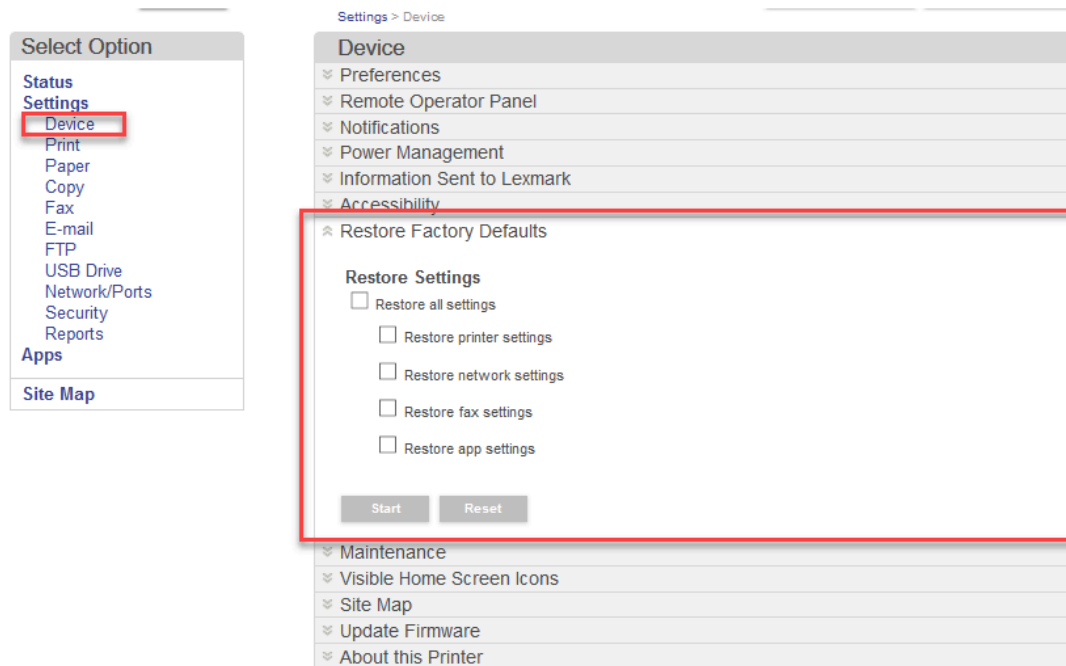 Settings > Device
Select Option
Status
Settings
Device
Print
Paper
Copy
Fax
E-mail
FTP
USB Drive
Network/Ports
Security
Reports
Apps
Site Map
Device
Preferences
Remote Operator Panel
Notifications
Power Management
Information Sent to Lexmark
Accessibility
Restore Factory Defaults
Restore Settings
Restore all settings
Restore printer settings
Restore network settings
Restore fax settings
Restore app settings
Start Reset
Maintenance
Visible Home Screen Icons
Site Map
Update Firmware
About this Printer